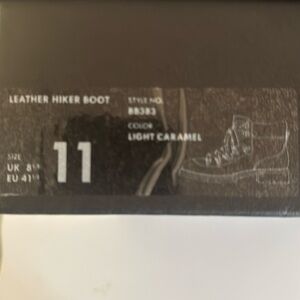 LEATHER HIKER BOOT
STYLE NO.
BB383
COLOR
LIGHT CARAMEL
SIZE
UK 8½
EU 41½
11